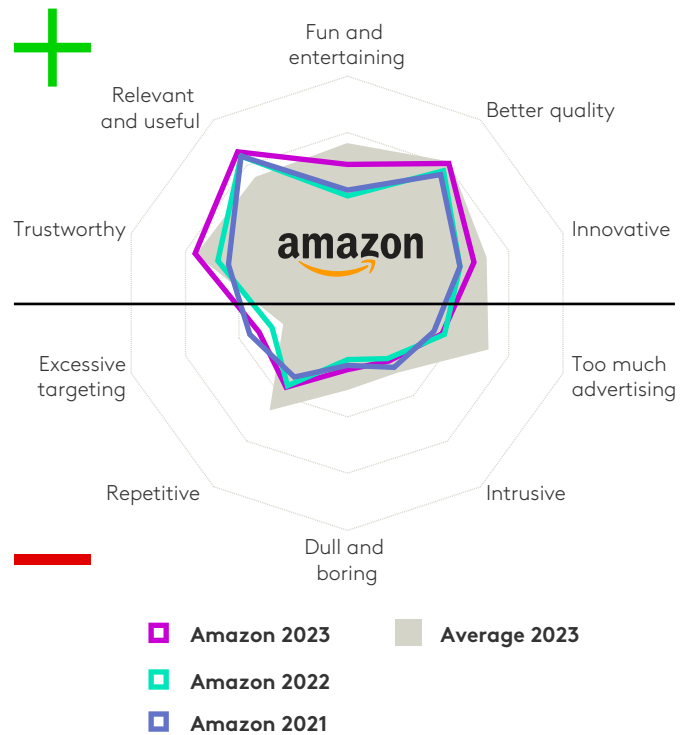 Fun and
entertaining
Relevant
and useful
Better quality
Trustworthy
amazon
Innovative
Excessive
targeting
Too much
advertising
Repetitive
Intrusive
Dull and
boring
Amazon 2023
Average 2023
Amazon 2022
Amazon 2021